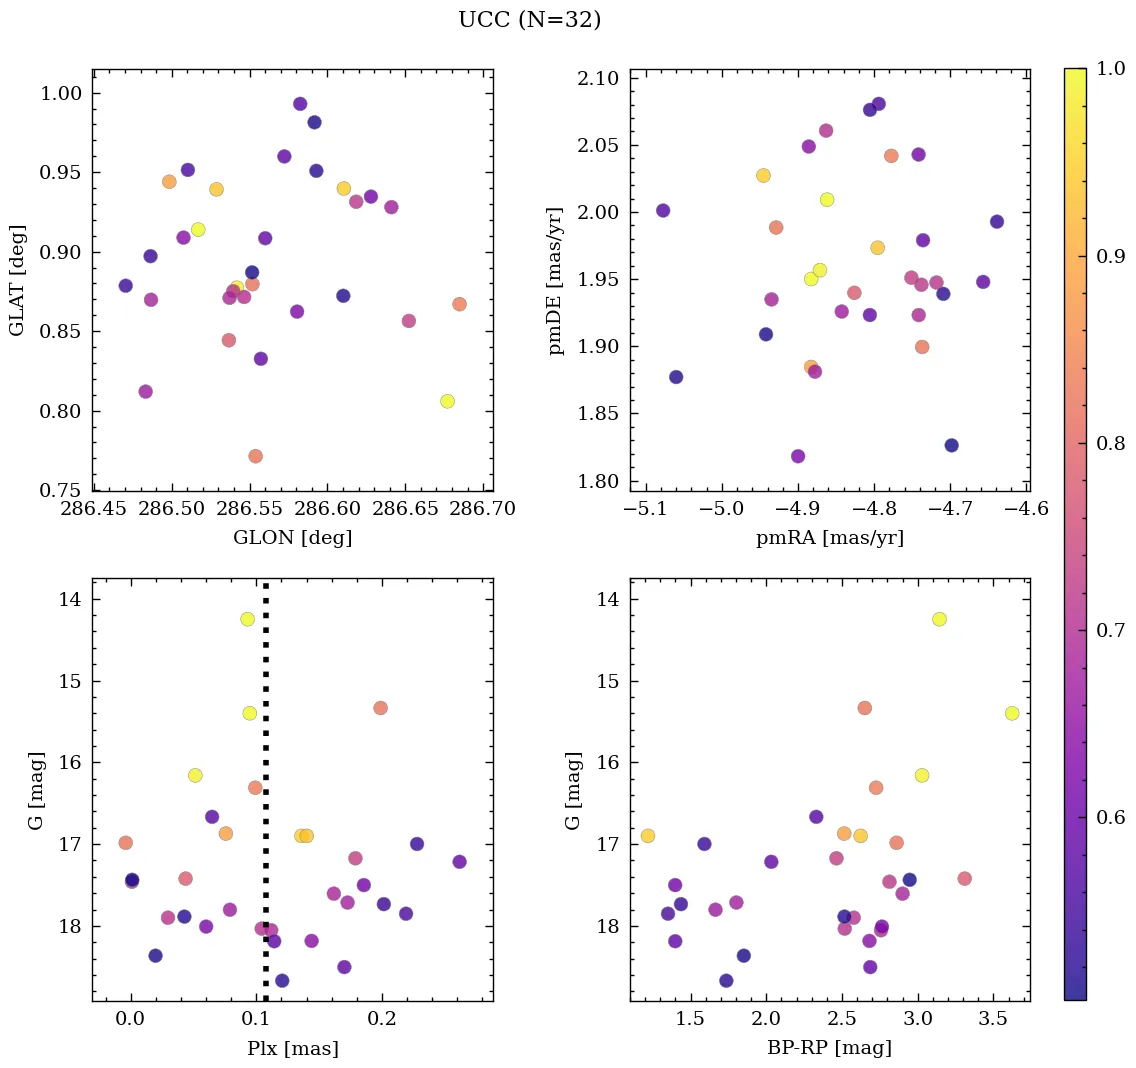 UCC (N=32)
1.00
0.95
0.90
0.85
0.80
0.75
GLAT [deg]
286.45 286.50 286.55 286.60 286.65 286.70
GLON [deg]
2.10
2.05
2.00
1.95
1.90
1.85
1.80
pmDE [mas/yr]
−5.1 −5.0 −4.9 −4.8 −4.7 −4.6
pmRA [mas/yr]
14
15
16
17
18
G [mag]
0.0 0.1 0.2
Plx [mas]
14
15
16
17
18
G [mag]
1.5 2.0 2.5 3.0 3.5
BP-RP [mag]
1.0
0.9
0.8
0.7
0.6